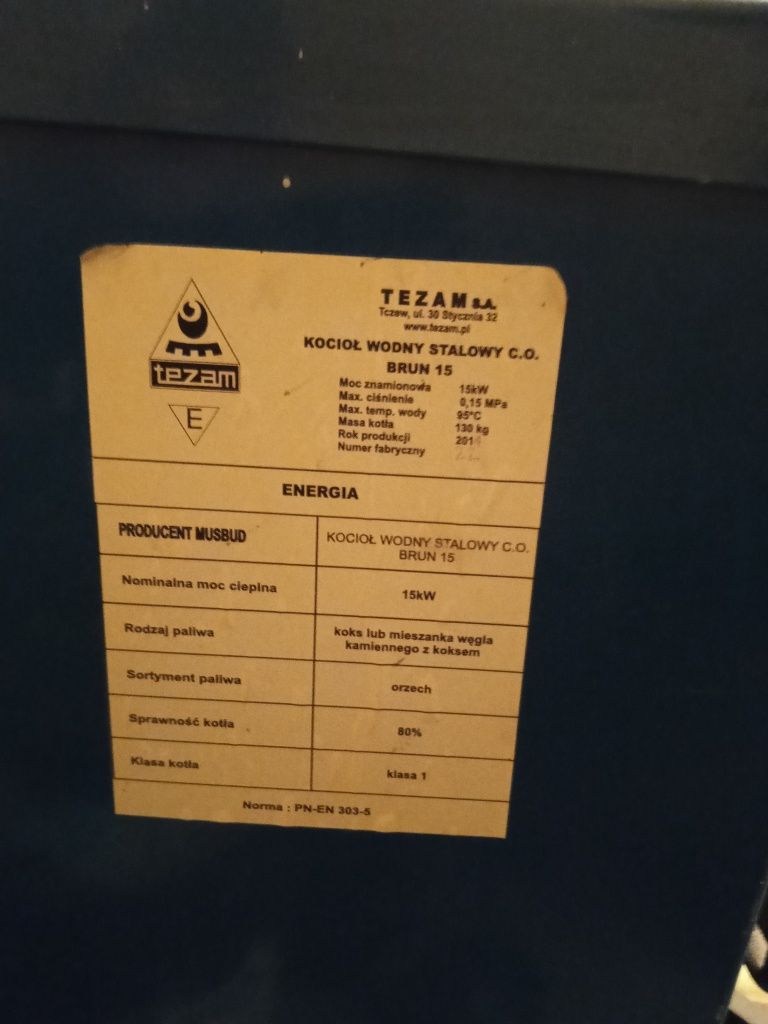 tezam
E
TEZAM S.A.
Tczew, ul. 30 Stycznia 32
www.tezam.pl
KOCIOŁ WODNY STALOWY C.O.
BRUN 15
Moc znamionowa 15kW
Max. ciśnienie 0,15 MPa
Max. temp. wody 95°C
Masa kotła 130 kg
Rok produkcji 201
Numer fabryczny
ENERGIA
PRODUCENT MUSBUD KOCIOŁ WODNY STALOWY C.O.
BRUN 15
Nominalna moc cieplna 15kW
Rodzaj paliwa koks lub mieszanka węgla
kamiennego z koksem
Sortyment paliwa orzech
Sprawność kotła 80%
Klasa kotła klasa 1
Norma : PN-EN 303-5